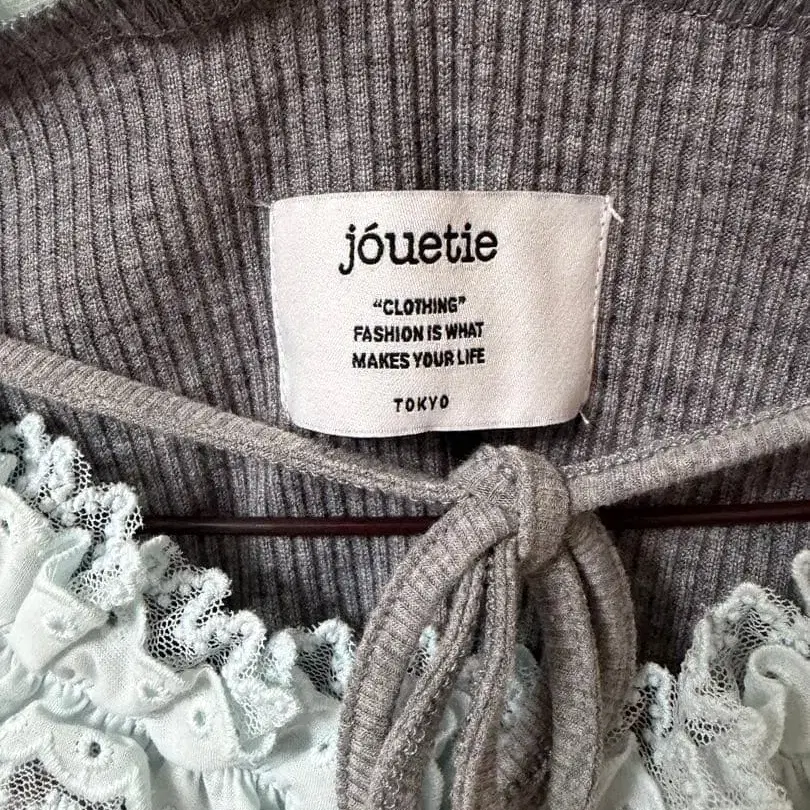 jóuetie
“CLOTHING”
FASHION IS WHAT
MAKES YOUR LIFE
TOKYO